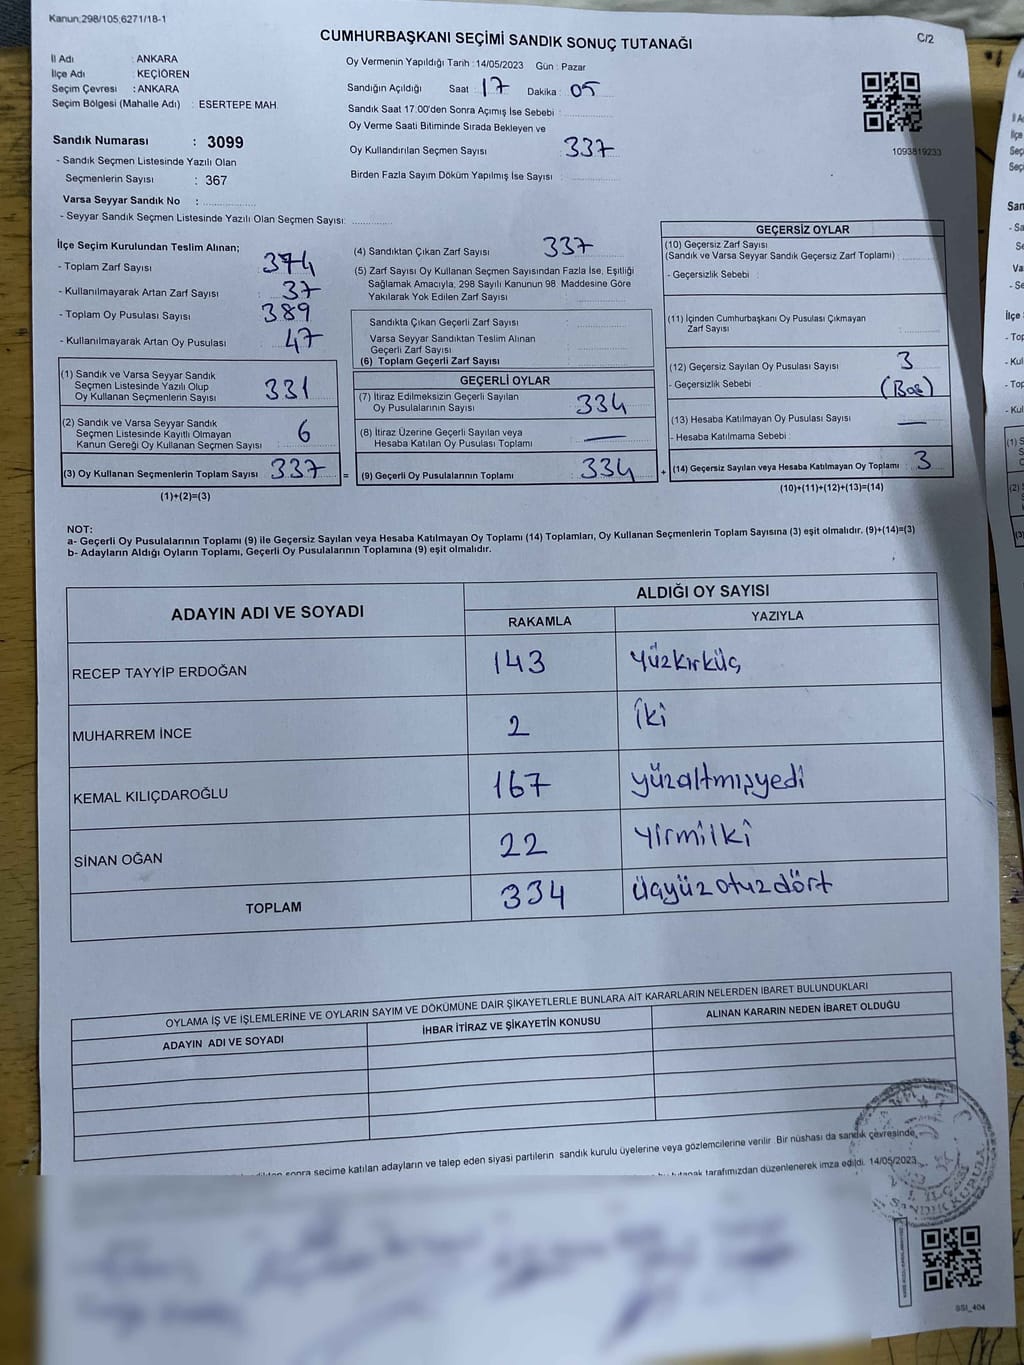 Kanun:298/105,6271/18-1
C/2
CUMHURBAŞKANI SEÇİMİ SANDIK SONUÇ TUTANAĞI
İl Adı : ANKARA
İlçe Adı : KEÇİÖREN
Seçim Çevresi : ANKARA
Seçim Bölgesi (Mahalle Adı) : ESERTEPE MAH.
Sandık Numarası : 3099
- Sandık Seçmen Listesinde Yazılı Olan
Seçmenlerin Sayısı : 367
Varsa Seyyar Sandık No :
- Seyyar Sandık Seçmen Listesinde Yazılı Olan Seçmen Sayısı:
Oy Vermenin Yapıldığı Tarih : 14/05/2023 Gün : Pazar
Sandığın Açıldığı Saat : 17 Dakika : 05
Sandık Saat 17:00'den Sonra Açımış İse Sebebi :
Oy Verme Saati Bitiminde Sırada Bekleyen ve
Oy Kullandırılan Seçmen Sayısı : 337
Birden Fazla Sayım Döküm Yapılmış İse Sayısı :
1093819233
İlçe Seçim Kurulundan Teslim Alınan;
- Toplam Zarf Sayısı : 374
- Kullanılmayarak Artan Zarf Sayısı : 37
- Toplam Oy Pusulası Sayısı : 389
- Kullanılmayarak Artan Oy Pusulası : 47
(1) Sandık ve Varsa Seyyar Sandık
Seçmen Listesinde Yazılı Olup
Oy Kullanan Seçmenlerin Sayısı : 331
(2) Sandık ve Varsa Seyyar Sandık
Seçmen Listesinde Kayıtlı Olmayan
Kanun Gereği Oy Kullanan Seçmen Sayısı : 6
(3) Oy Kullanan Seçmenlerin Toplam Sayısı : 337 =
(1)+(2)=(3)
(4) Sandıktan Çıkan Zarf Sayısı : 337
(5) Zarf Sayısı Oy Kullanan Seçmen Sayısından Fazla İse, Eşitliği
Sağlamak Amacıyla, 298 Sayılı Kanunun 98. Maddesine Göre
Yakılarak Yok Edilen Zarf Sayısı :
Sandıkta Çıkan Geçerli Zarf Sayısı :
Varsa Seyyar Sandıktan Teslim Alınan
Geçerli Zarf Sayısı :
(6) Toplam Geçerli Zarf Sayısı :
GEÇERLİ OYLAR
(7) İtiraz Edilmeksizin Geçerli Sayılan
Oy Pusulalarının Sayısı : 334
(8) İtiraz Üzerine Geçerli Sayılan veya
Hesaba Katılan Oy Pusulası Toplamı : —
(9) Geçerli Oy Pusulalarının Toplamı : 334 +
GEÇERSİZ OYLAR
(10) Geçersiz Zarf Sayısı
(Sandık ve Varsa Seyyar Sandık Geçersiz Zarf Toplamı) :
- Geçersizlik Sebebi :
(11) İçinden Cumhurbaşkanı Oy Pusulası Çıkmayan
Zarf Sayısı :
(12) Geçersiz Sayılan Oy Pusulası Sayısı : 3
- Geçersizlik Sebebi : (Boş)
(13) Hesaba Katılmayan Oy Pusulası Sayısı : —
- Hesaba Katılmama Sebebi :
(14) Geçersiz Sayılan veya Hesaba Katılmayan Oy Toplamı : 3
(10)+(11)+(12)+(13)=(14)
NOT:
a- Geçerli Oy Pusulalarının Toplamı (9) ile Geçersiz Sayılan veya Hesaba Katılmayan Oy Toplamı (14) Toplamları, Oy Kullanan Seçmenlerin Toplam Sayısına (3) eşit olmalıdır. (9)+(14)=(3)
b- Adayların Aldığı Oyların Toplamı, Geçerli Oy Pusulalarının Toplamına (9) eşit olmalıdır.
ADAYIN ADI VE SOYADI ALDIĞI OY SAYISI
RAKAMLA YAZIYLA
RECEP TAYYİP ERDOĞAN 143 Yüzkırküç
MUHARREM İNCE 2 İki
KEMAL KILIÇDAROĞLU 167 yüzaltmışyedi
SİNAN OĞAN 22 Yirmiİki
TOPLAM 334 Üçyüzotuzdört
OYLAMA İŞ VE İŞLEMLERİNE VE OYLARIN SAYIM VE DÖKÜMÜNE DAİR ŞİKAYETLERLE BUNLARA AİT KARARLARIN NELERDEN İBARET BULUNDUKLARI
ADAYIN ADI VE SOYADI İHBAR İTİRAZ VE ŞİKAYETİN KONUSU ALINAN KARARIN NEDEN İBARET OLDUĞU
sonra seçime katılan adayların ve talep eden siyasi partilerin sandık kurulu üyelerine veya gözlemcilerine verilir. Bir nüshası da sandık çevresinde,
tutanak tarafımızdan düzenlenerek imza edildi. 14/05/2023
İLÇESİ
SANDIK KURULU
SSI_404